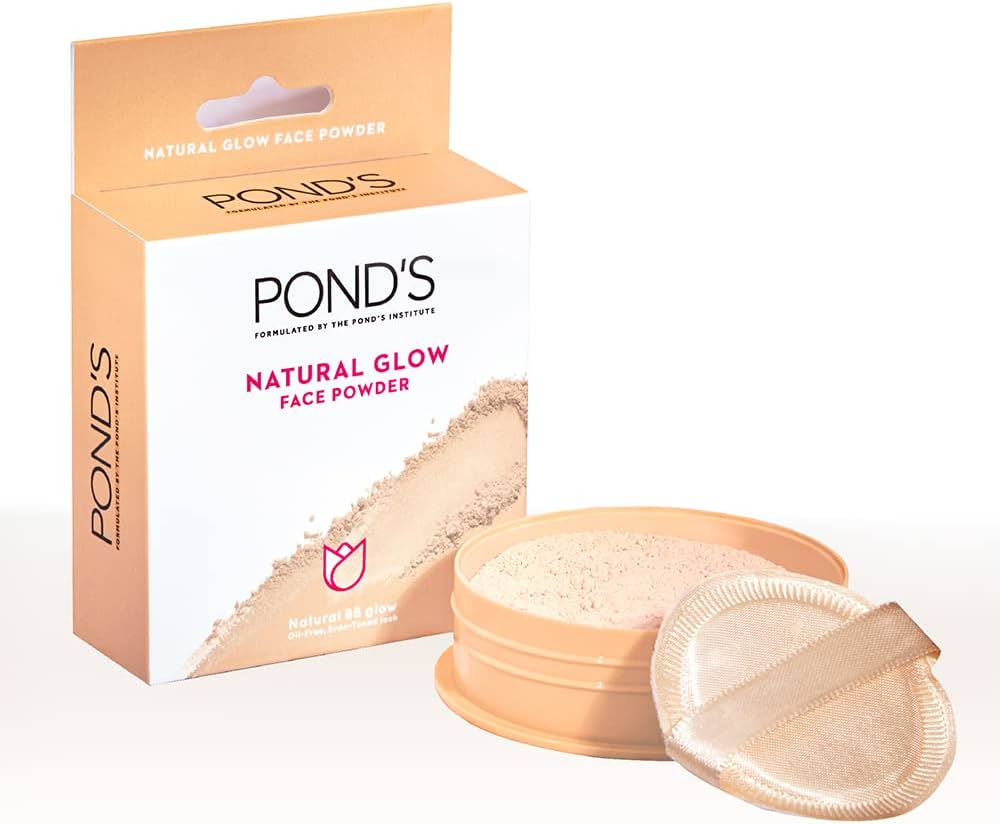 NATURAL GLOW FACE POWDER
POND'S
FORMULATED BY THE POND'S INSTITUTE
POND'S
FORMULATED BY THE POND'S INSTITUTE
NATURAL GLOW
FACE POWDER
Natural BB glow
Oil-Free, Even-Toned look
POND'S
FORMULATED BY THE POND'S INSTITUTE